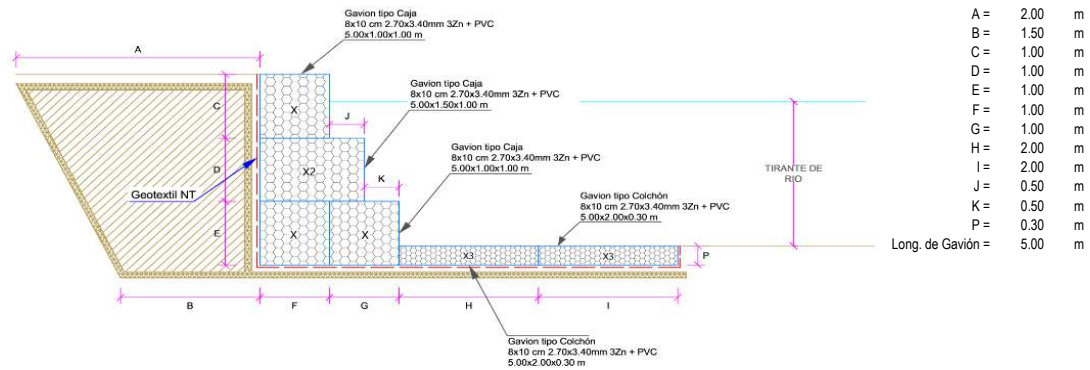 Gavion tipo Caja
8x10 cm 2.70x3.40mm 3Zn + PVC
5.00x1.00x1.00 m
A
Gavion tipo Caja
8x10 cm 2.70x3.40mm 3Zn + PVC
5.00x1.50x1.00 m
C
X
J
Gavion tipo Caja
8x10 cm 2.70x3.40mm 3Zn + PVC
5.00x1.00x1.00 m
D
X2
K
TIRANTE DE
RIO
Geotextil NT
Gavion tipo Colchón
8x10 cm 2.70x3.40mm 3Zn + PVC
5.00x2.00x0.30 m
E
X
X
X3
X3
P
B
F
G
H
I
Gavion tipo Colchón
8x10 cm 2.70x3.40mm 3Zn + PVC
5.00x2.00x0.30 m
A = 2.00 m
B = 1.50 m
C = 1.00 m
D = 1.00 m
E = 1.00 m
F = 1.00 m
G = 1.00 m
H = 2.00 m
I = 2.00 m
J = 0.50 m
K = 0.50 m
P = 0.30 m
Long. de Gavión = 5.00 m